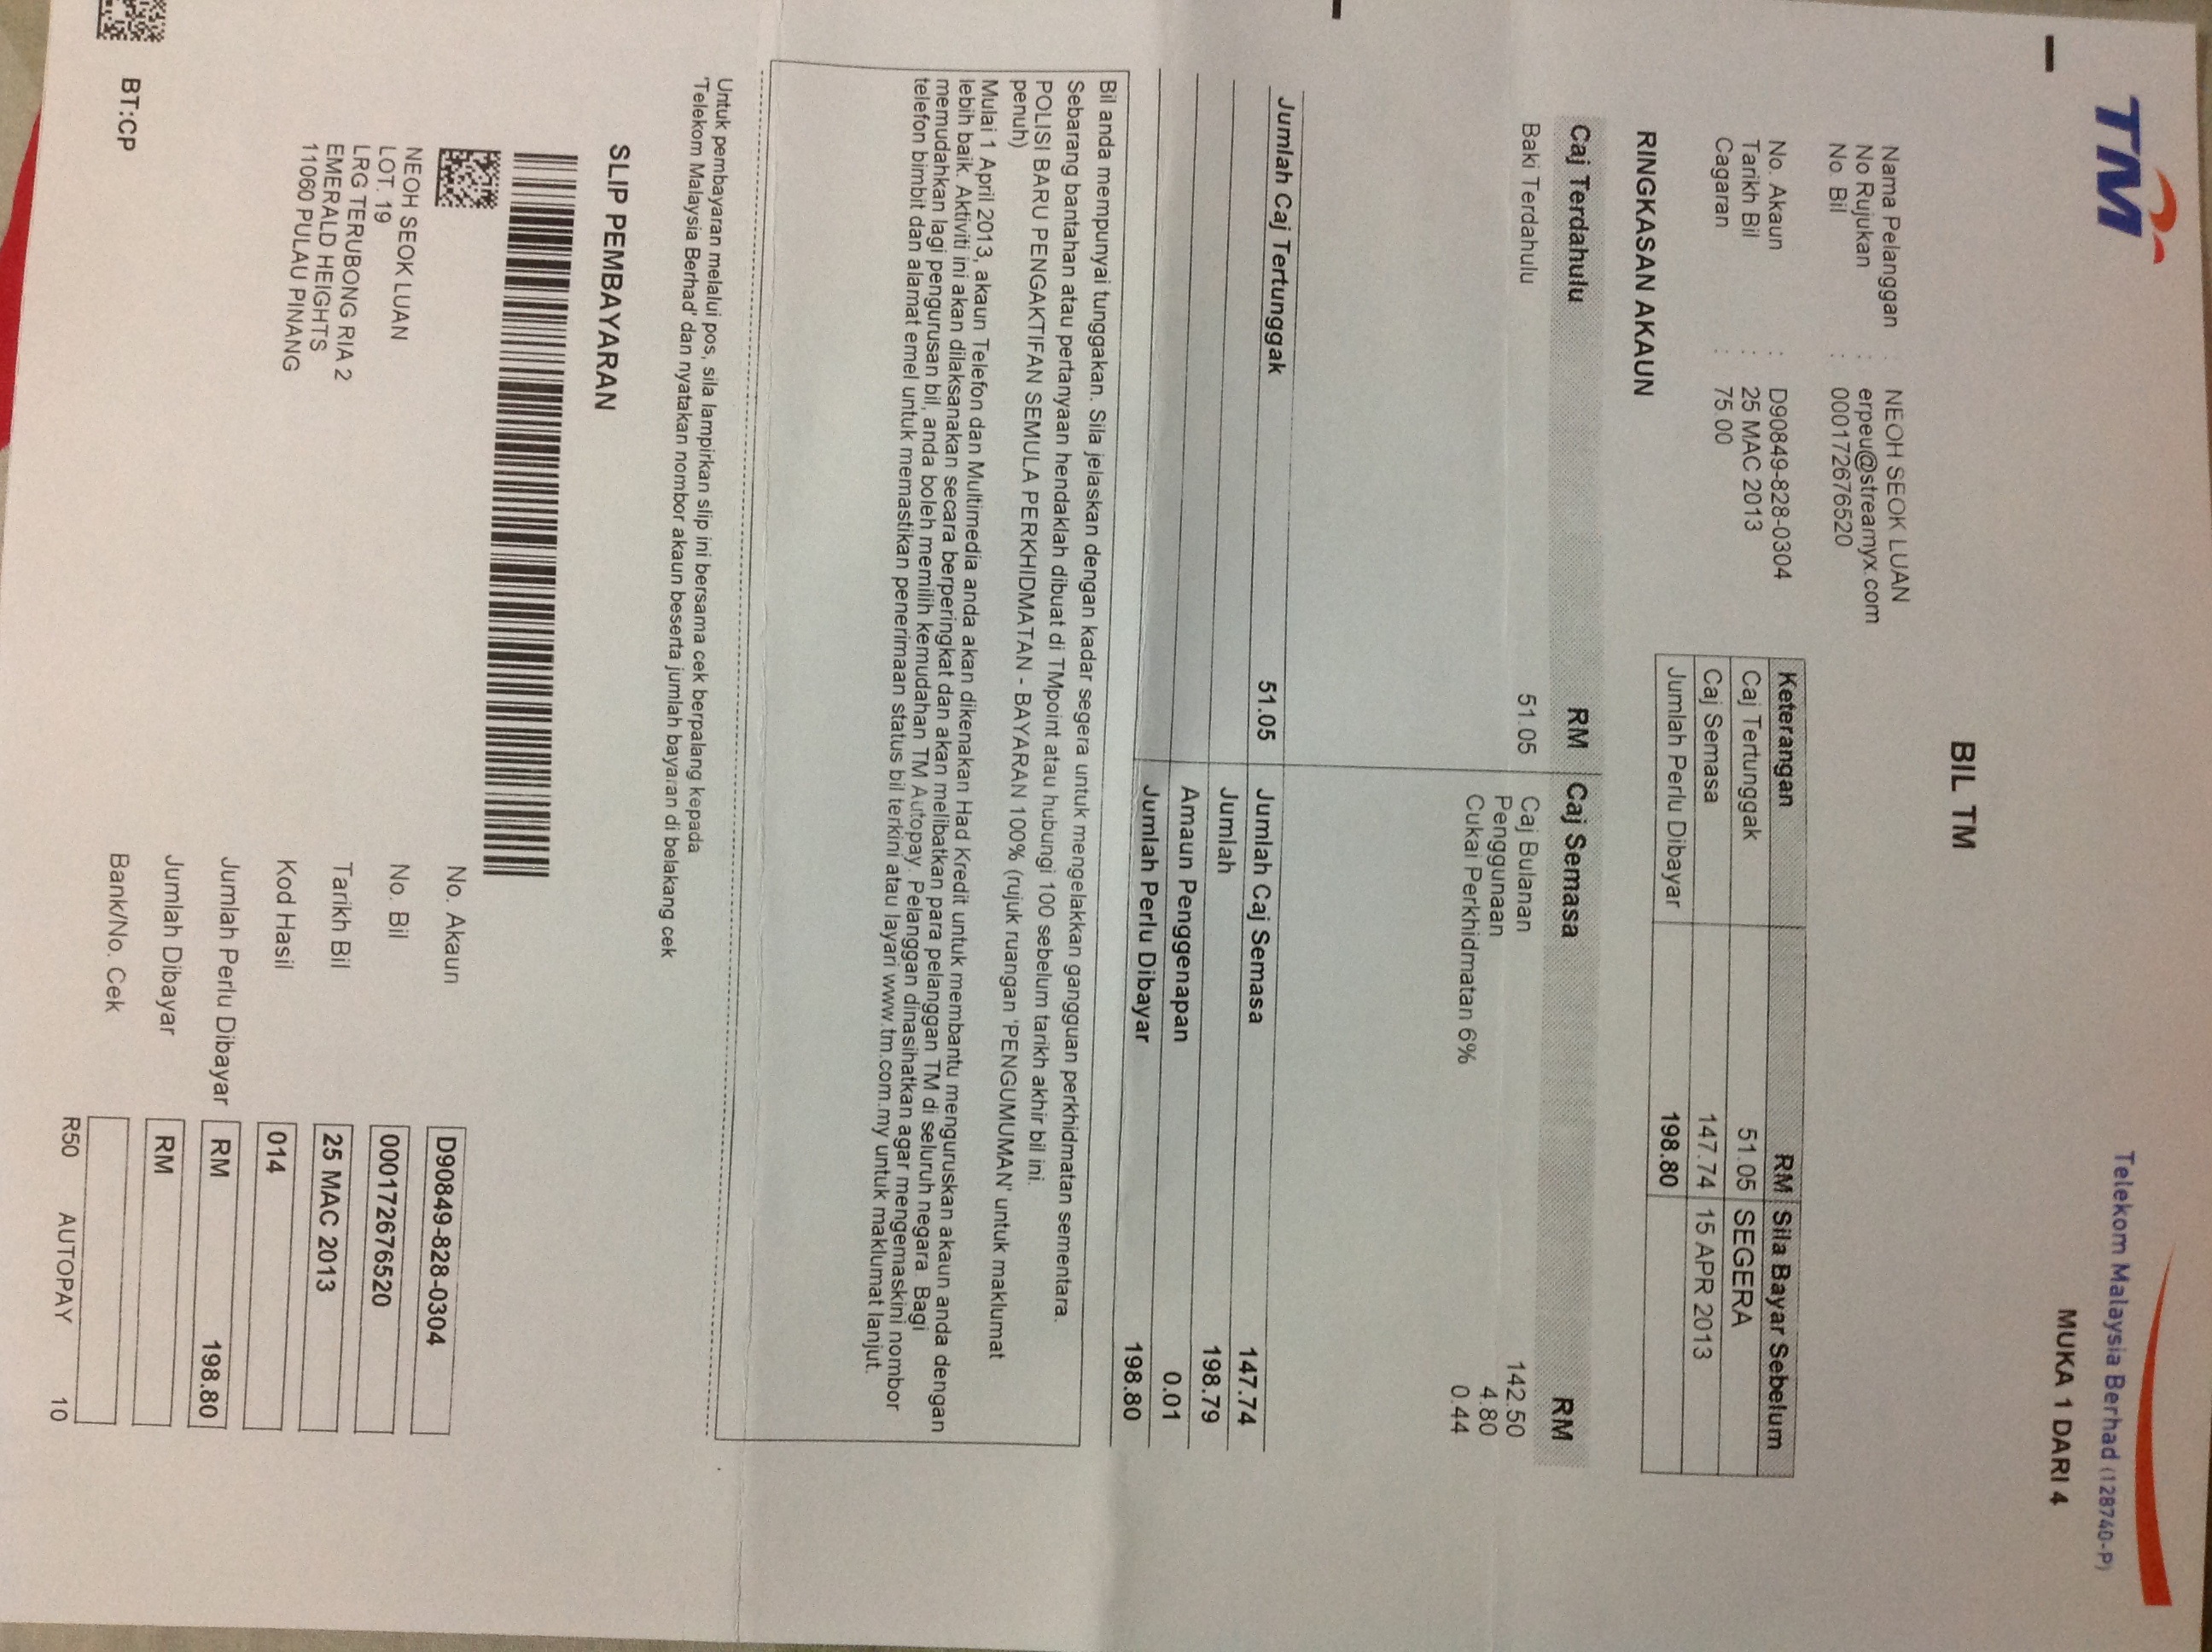 TM
Telekom Malaysia Berhad (128740-P)
MUKA 1 DARI 4
BIL TM
Nama Pelanggan : NEOH SEOK LUAN
No Rujukan : erpeu@streamyx.com
No. Bil : 000172676520
No. Akaun : D90849-828-0304
Tarikh Bil : 25 MAC 2013
Cagaran : 75.00
Keterangan RM Sila Bayar Sebelum
Caj Tertunggak 51.05 SEGERA
Caj Semasa 147.74 15 APR 2013
Jumlah Perlu Dibayar 198.80
RINGKASAN AKAUN
Caj Terdahulu RM Caj Semasa RM
Baki Terdahulu 51.05 Caj Bulanan 142.50
Penggunaan 4.80
Cukai Perkhidmatan 6% 0.44
Jumlah Caj Tertunggak 51.05 Jumlah Caj Semasa 147.74
Jumlah 198.79
Amaun Penggenapan 0.01
Jumlah Perlu Dibayar 198.80
Bil anda mempunyai tunggakan. Sila jelaskan dengan kadar segera untuk mengelakkan gangguan perkhidmatan sementara.
Sebarang bantahan atau pertanyaan hendaklah dibuat di TMpoint atau hubungi 100 sebelum tarikh akhir bil ini.
POLISI BARU PENGAKTIFAN SEMULA PERKHIDMATAN - BAYARAN 100% (rujuk ruangan 'PENGUMUMAN' untuk maklumat
penuh)
Mulai 1 April 2013, akaun Telefon dan Multimedia anda akan dikenakan Had Kredit untuk membantu menguruskan akaun anda dengan
lebih baik. Aktiviti ini akan dilaksanakan secara berperingkat dan akan melibatkan para pelanggan TM di seluruh negara. Bagi
memudahkan lagi pengurusan bil, anda boleh memilih kemudahan TM Autopay. Pelanggan dinasihatkan agar mengemaskini nombor
telefon bimbit dan alamat emel untuk memastikan penerimaan status bil terkini atau layari www.tm.com.my untuk maklumat lanjut.
Untuk pembayaran melalui pos, sila lampirkan slip ini bersama cek berpalang kepada
'Telekom Malaysia Berhad' dan nyatakan nombor akaun beserta jumlah bayaran di belakang cek
SLIP PEMBAYARAN
NEOH SEOK LUAN
LOT. 19
LRG TERUBONG RIA 2
EMERALD HEIGHTS
11060 PULAU PINANG
No. Akaun D90849-828-0304
No. Bil 000172676520
Tarikh Bil 25 MAC 2013
Kod Hasil 014
Jumlah Perlu Dibayar RM 198.80
Jumlah Dibayar RM
Bank/No. Cek
BT:CP
R50 AUTOPAY 10